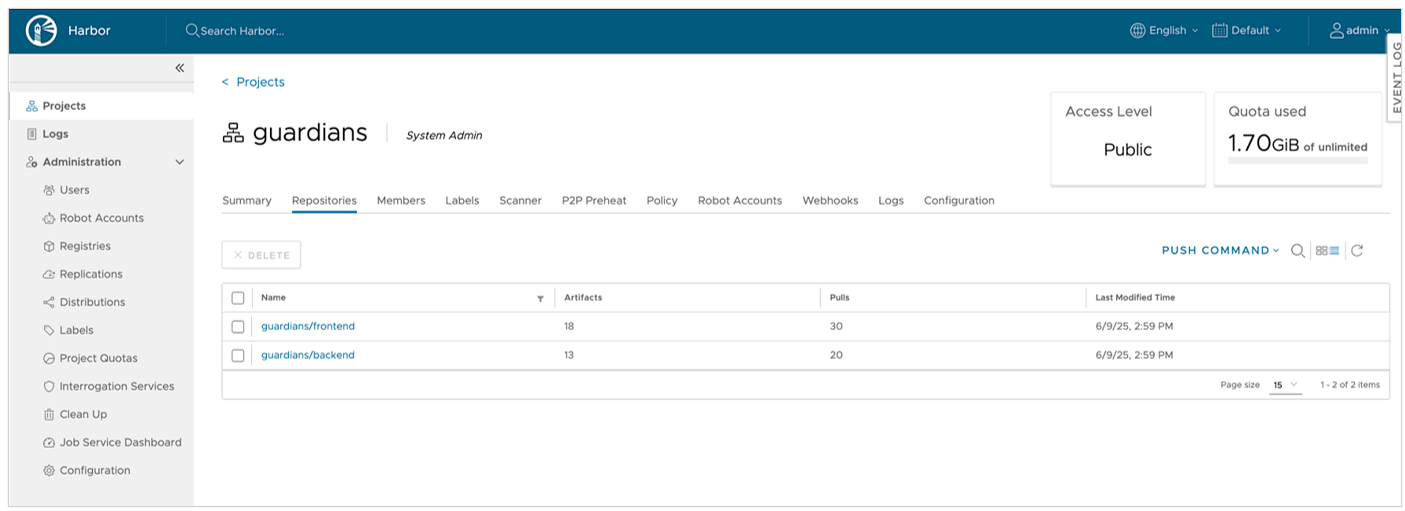 Harbor
Search Harbor...
English
Default
admin
EVENT LOG
Projects
Logs
Administration
Users
Robot Accounts
Registries
Replications
Distributions
Labels
Project Quotas
Interrogation Services
Clean Up
Job Service Dashboard
Configuration
< Projects
guardians System Admin
Access Level
Public
Quota used
1.70GiB of unlimited
Summary Repositories Members Labels Scanner P2P Preheat Policy Robot Accounts Webhooks Logs Configuration
DELETE
PUSH COMMAND
Name Artifacts Pulls Last Modified Time
guardians/frontend 18 30 6/9/25, 2:59 PM
guardians/backend 13 20 6/9/25, 2:59 PM
Page size 15 1 - 2 of 2 items